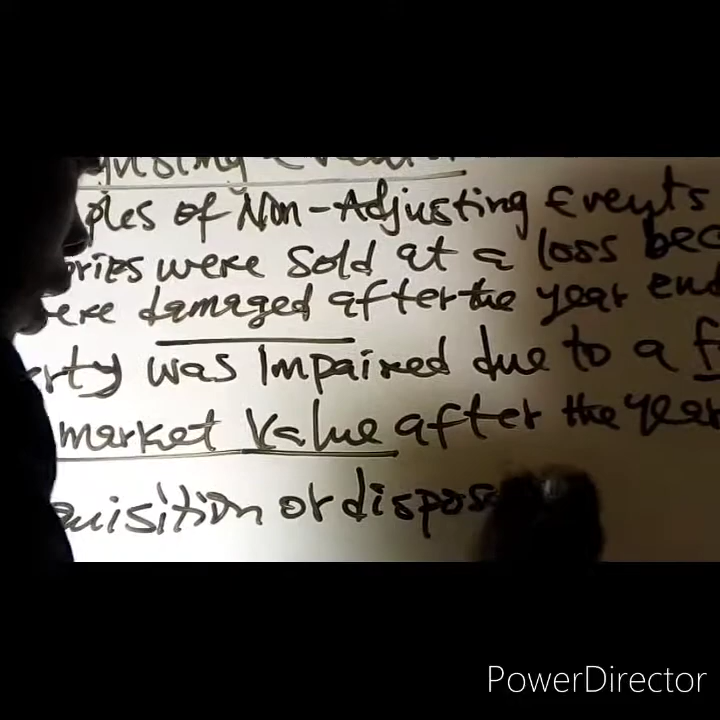 ples of Non-Adjusting Events
ories were sold at a loss bec
ere damaged after the year end
rty was Impaired due to a f
market value after the year
uisition or dispos
PowerDirector